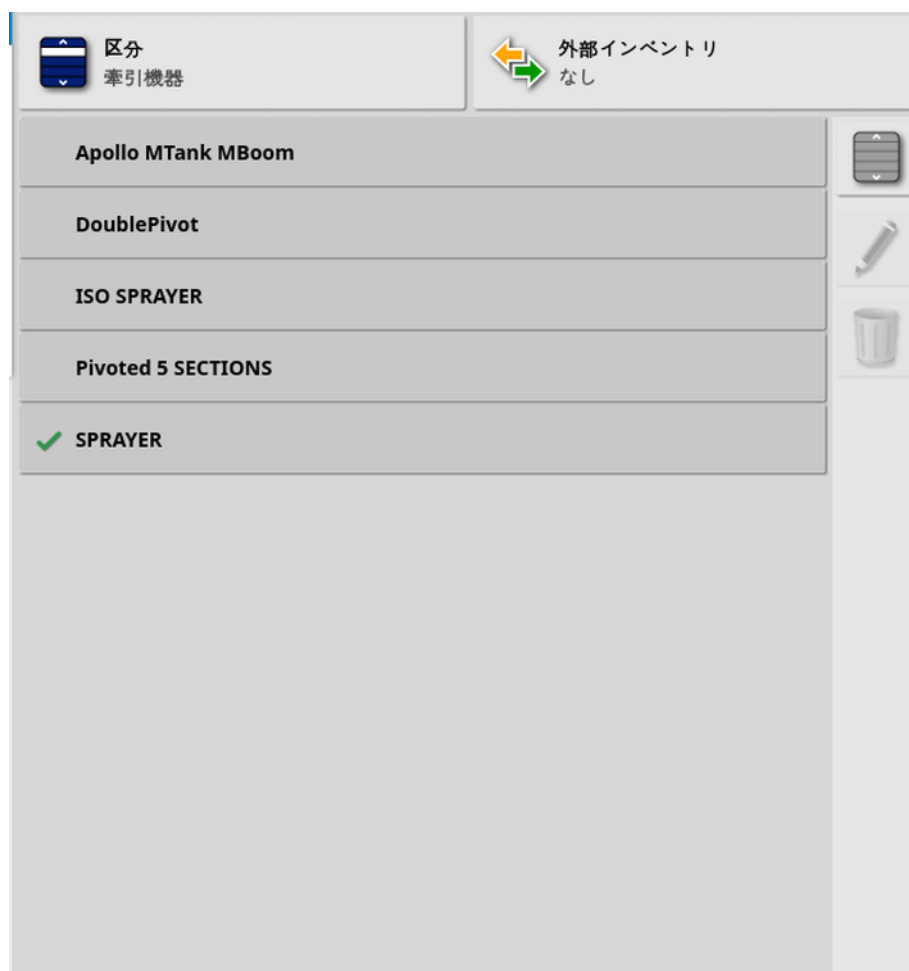 区分
牽引機器
外部インベントリ
なし
Apollo MTank MBoom
DoublePivot
ISO SPRAYER
Pivoted 5 SECTIONS
SPRAYER